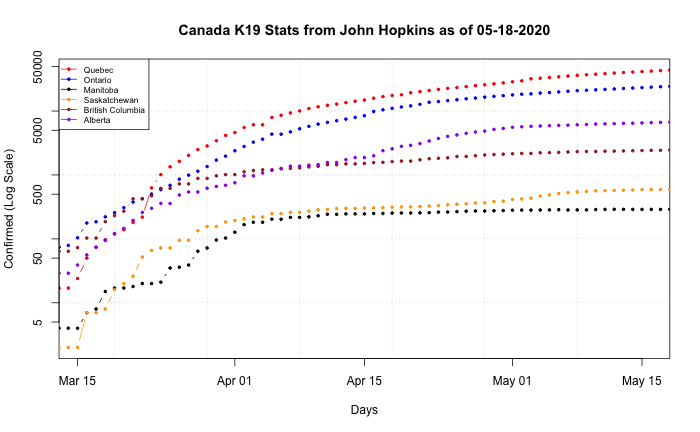 Canada K19 Stats from John Hopkins as of 05-18-2020
Quebec
Ontario
Manitoba
Saskatchewan
British Columbia
Alberta
50000
5000
500
50
5
Confirmed (Log Scale)
Mar 15
Apr 01
Apr 15
May 01
May 15
Days